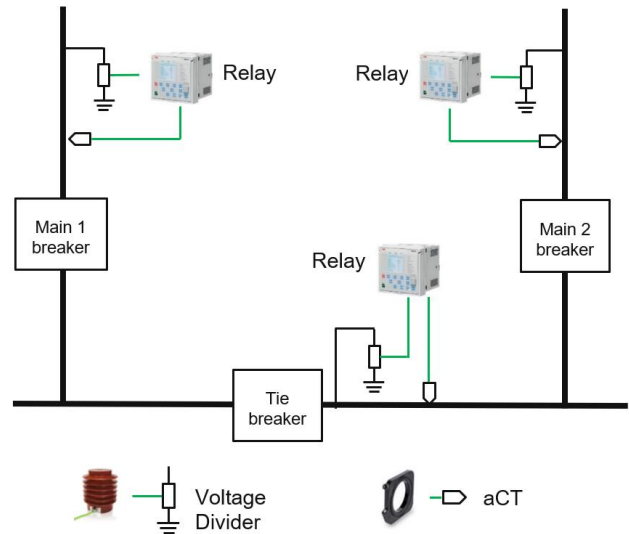 Relay
Relay
Main 1
breaker
Main 2
breaker
Relay
Tie
breaker
Voltage
Divider
aCT